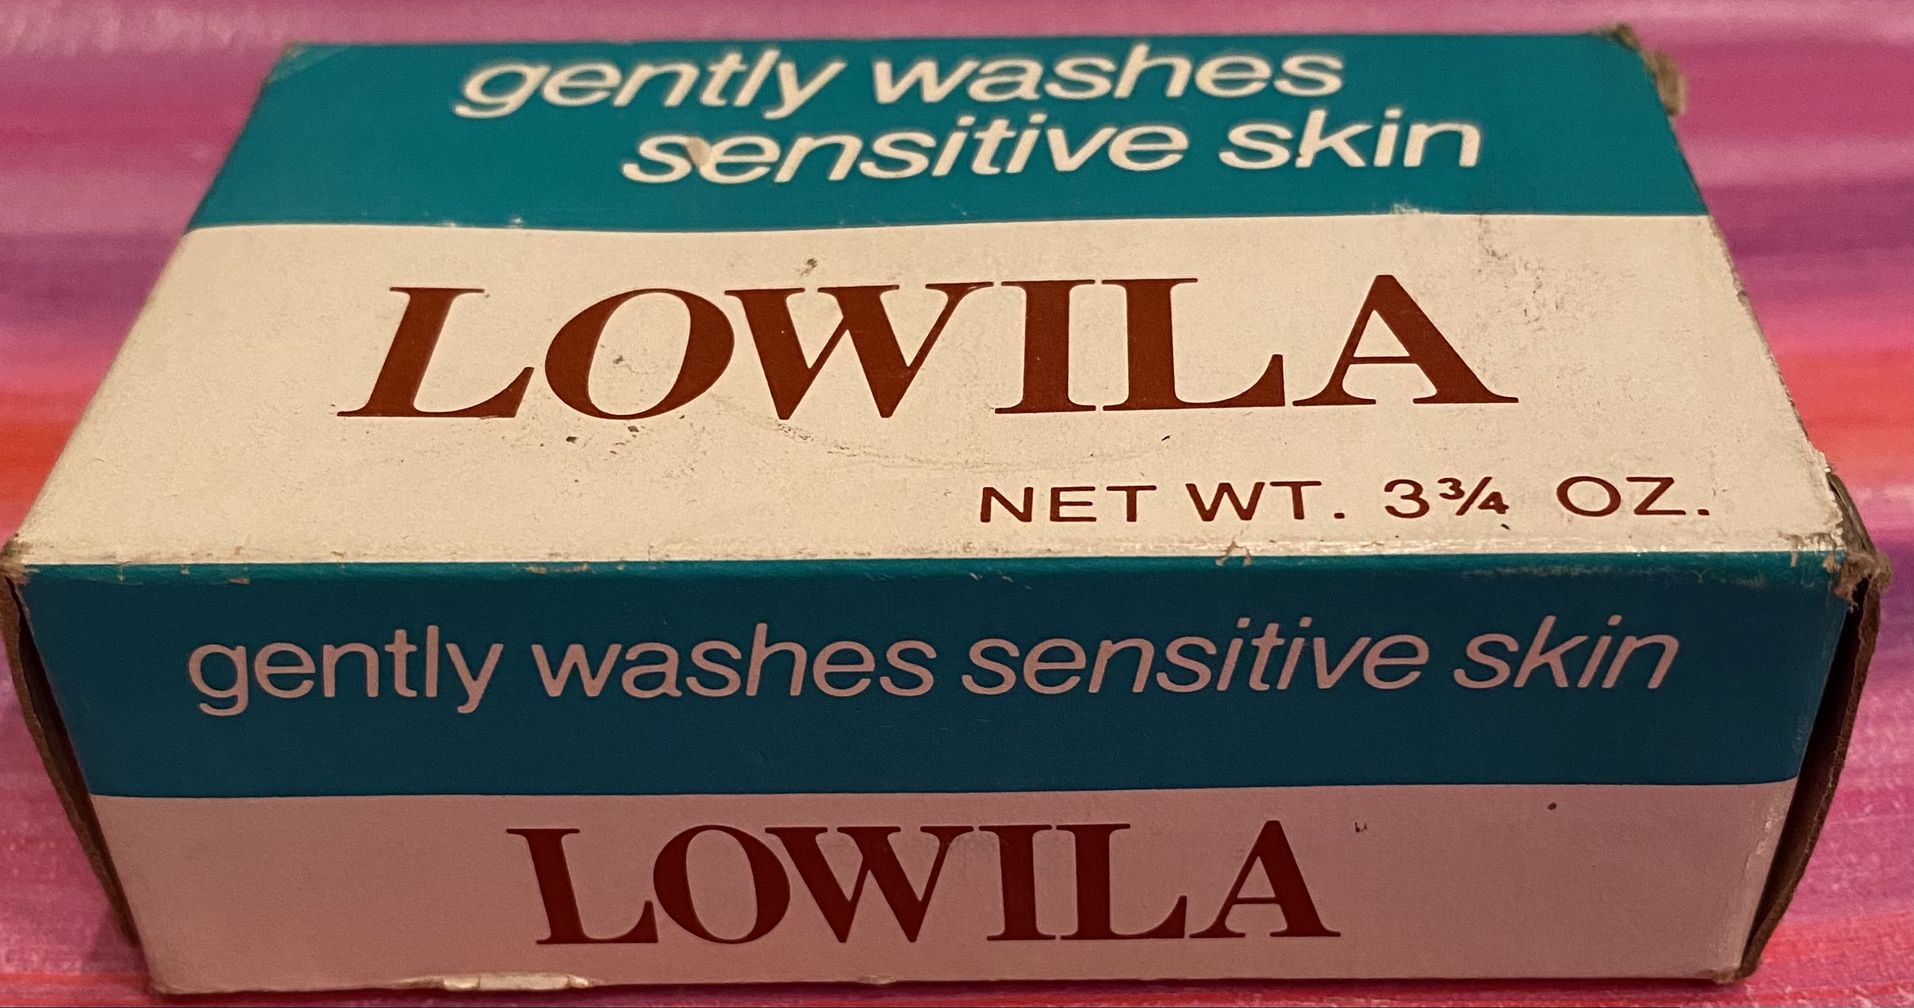 gently washes
sensitive skin
LOWILA
NET WT. 3¾ OZ.
gently washes sensitive skin
LOWILA